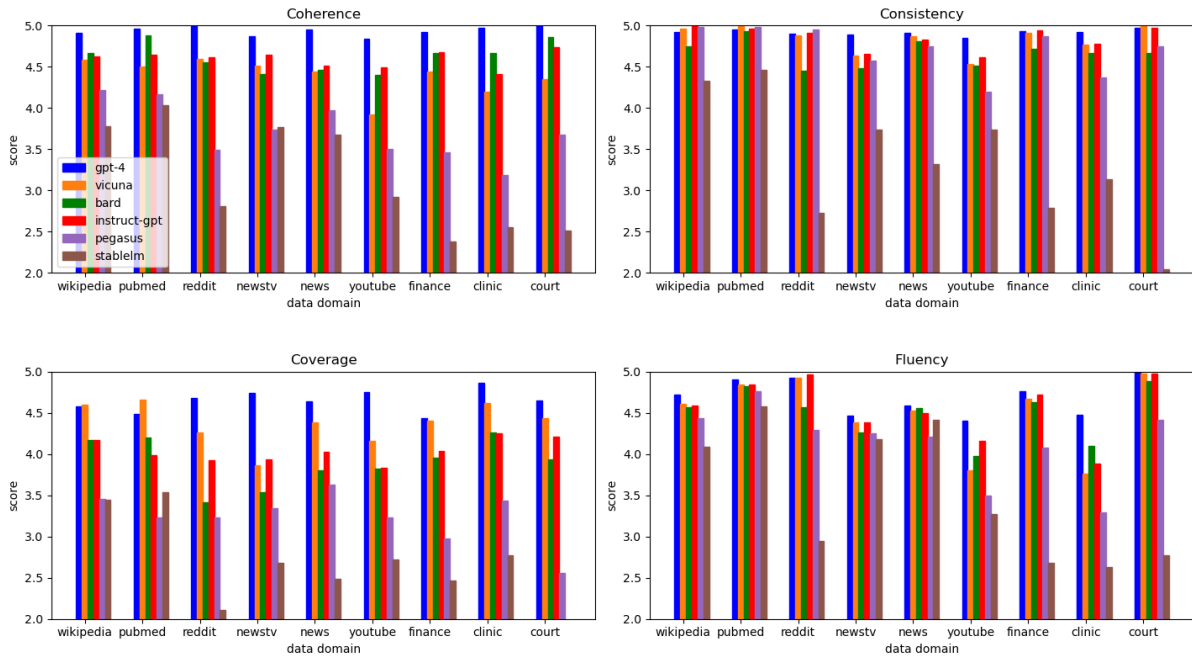 Coherence
5.0
4.5
4.0
3.5
3.0
2.5
2.0
score
gpt-4
vicuna
bard
instruct-gpt
pegasus
stablelm
wikipedia pubmed reddit newstv news youtube finance clinic court
data domain
Consistency
5.0
4.5
4.0
3.5
3.0
2.5
2.0
score
wikipedia pubmed reddit newstv news youtube finance clinic court
data domain
Coverage
5.0
4.5
4.0
3.5
3.0
2.5
2.0
score
wikipedia pubmed reddit newstv news youtube finance clinic court
data domain
Fluency
5.0
4.5
4.0
3.5
3.0
2.5
2.0
score
wikipedia pubmed reddit newstv news youtube finance clinic court
data domain